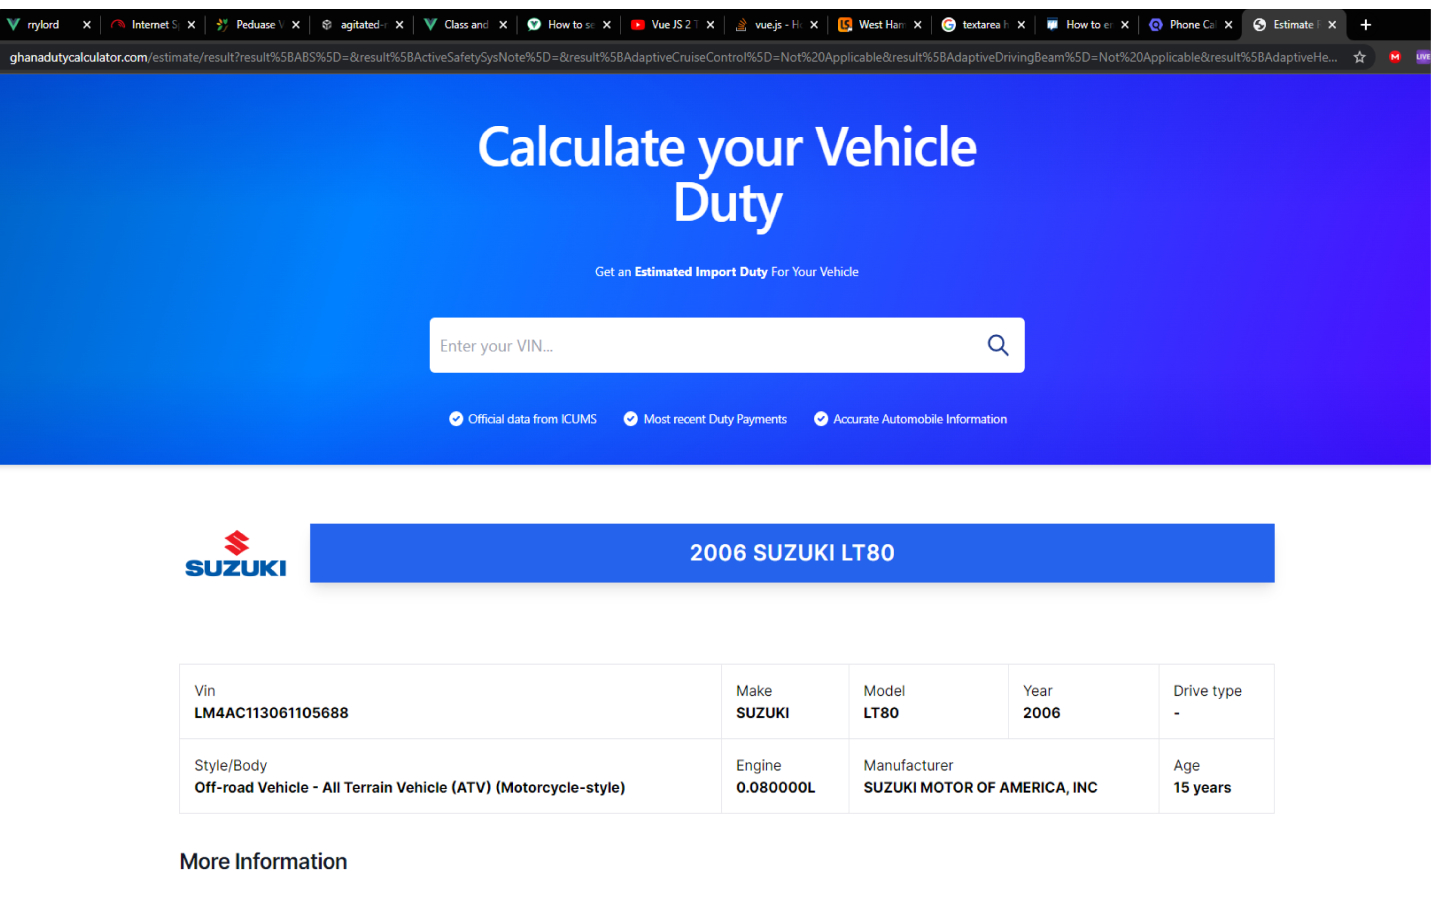 rrylord
Internet S
Peduase V
agitated-r
Class and
How to se
Vue JS 2 T
vue.js - H
West Ham
textarea h
How to er
Phone Cal
Estimate
ghanadutycalculator.com/estimate/result?result%5BABS%5D=&result%5BActiveSafetySysNote%5D=&result%5BAdaptiveCruiseControl%5D=Not%20Applicable&result%5BAdaptiveDrivingBeam%5D=Not%20Applicable&result%5BAdaptiveHe...
M
LIVE
Calculate your Vehicle
Duty
Get an Estimated Import Duty For Your Vehicle
Enter your VIN...
Official data from ICUMS
Most recent Duty Payments
Accurate Automobile Information
SUZUKI
2006 SUZUKI LT80
Vin
LM4AC113061105688
Make
SUZUKI
Model
LT80
Year
2006
Drive type
-
Style/Body
Off-road Vehicle - All Terrain Vehicle (ATV) (Motorcycle-style)
Engine
0.080000L
Manufacturer
SUZUKI MOTOR OF AMERICA, INC
Age
15 years
More Information